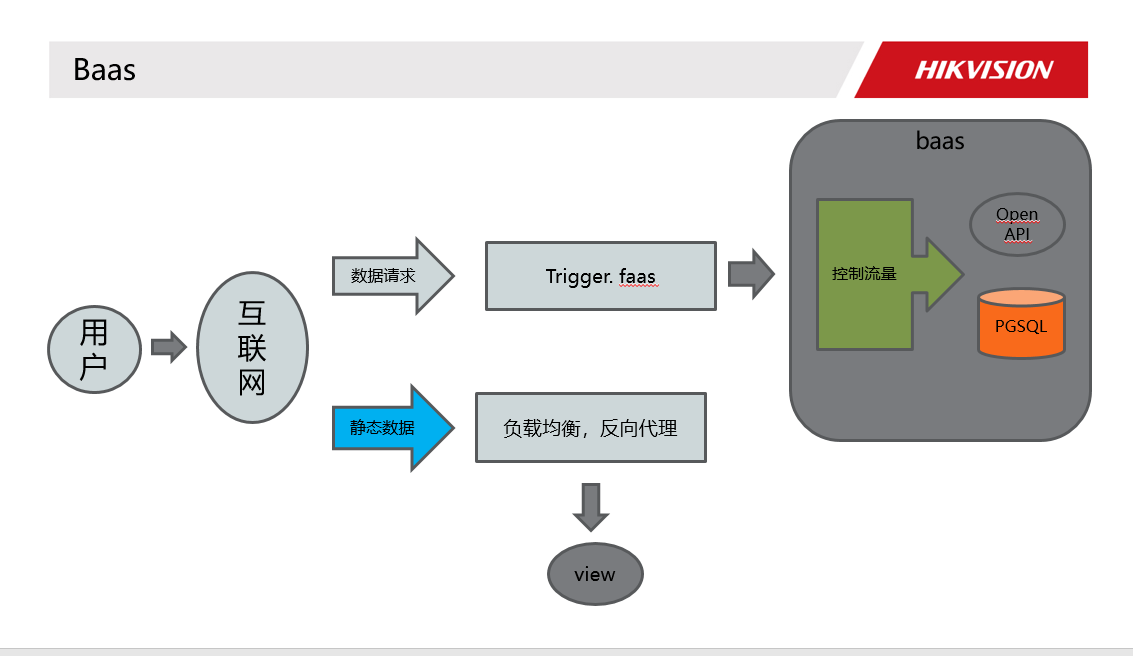 Baas
HIKVISION
baas
用
户
互
联
网
数据请求
Trigger. faas
控制流量
Open
API
PGSQL
静态数据
负载均衡，反向代理
view